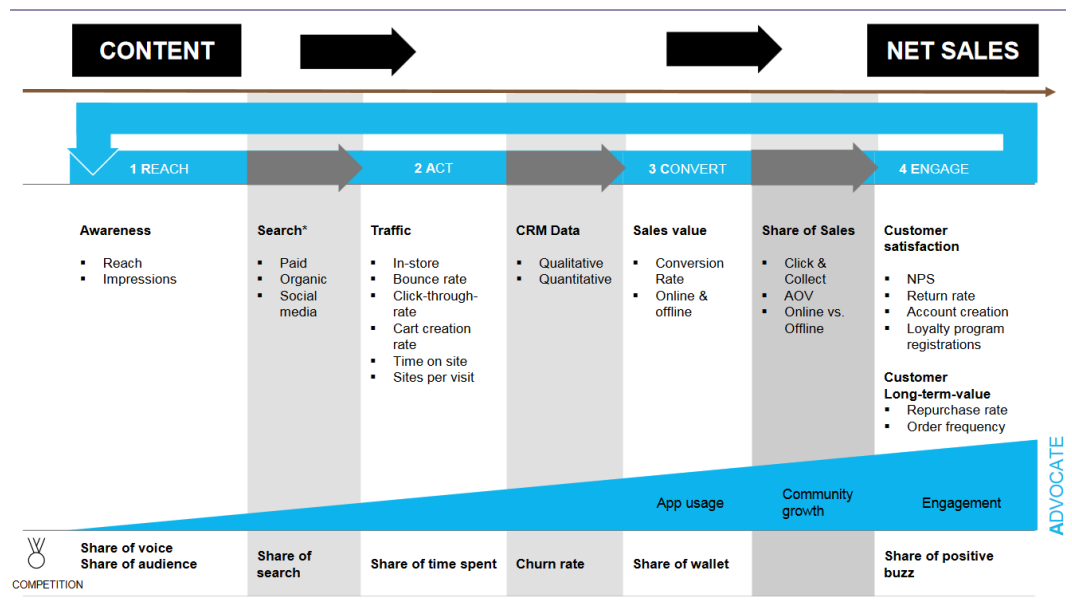 CONTENT
NET SALES
1 REACH
2 ACT
3 CONVERT
4 ENGAGE
Awareness
▪ Reach
▪ Impressions
Search*
▪ Paid
▪ Organic
▪ Social
media
Traffic
▪ In-store
▪ Bounce rate
▪ Click-through-
rate
▪ Cart creation
rate
▪ Time on site
▪ Sites per visit
CRM Data
▪ Qualitative
▪ Quantitative
Sales value
▪ Conversion
Rate
▪ Online &
offline
Share of Sales
▪ Click &
Collect
▪ AOV
▪ Online vs.
Offline
Customer
satisfaction
▪ NPS
▪ Return rate
▪ Account creation
▪ Loyalty program
registrations
Customer
Long-term-value
▪ Repurchase rate
▪ Order frequency
App usage
Community
growth
Engagement
ADVOCATE
COMPETITION
Share of voice
Share of audience
Share of
search
Share of time spent
Churn rate
Share of wallet
Share of positive
buzz